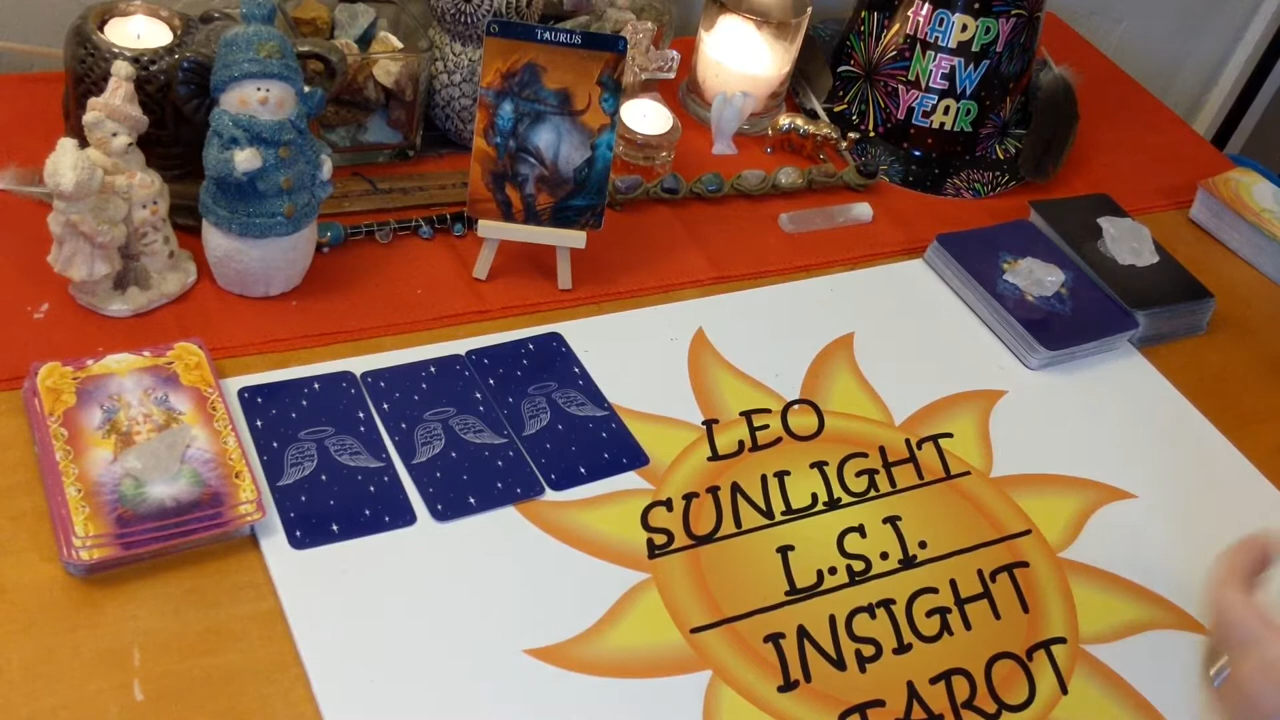 TAURUS
HAPPY
NEW
YEAR
LEO
SUNLIGHT
L.S.I.
INSIGHT
TAROT